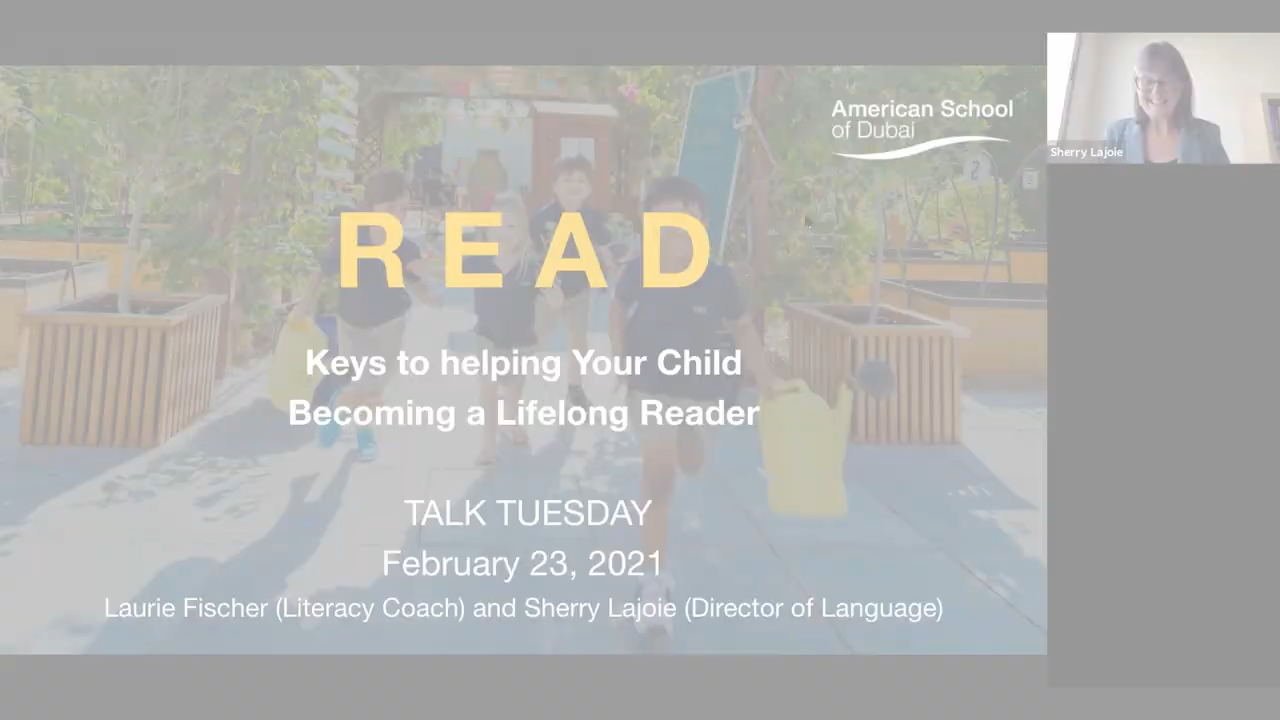 American School
of Dubai
Sherry Lajoie
READ
Keys to helping Your Child
Becoming a Lifelong Reader
TALK TUESDAY
February 23, 2021
Laurie Fischer (Literacy Coach) and Sherry Lajoie (Director of Language)